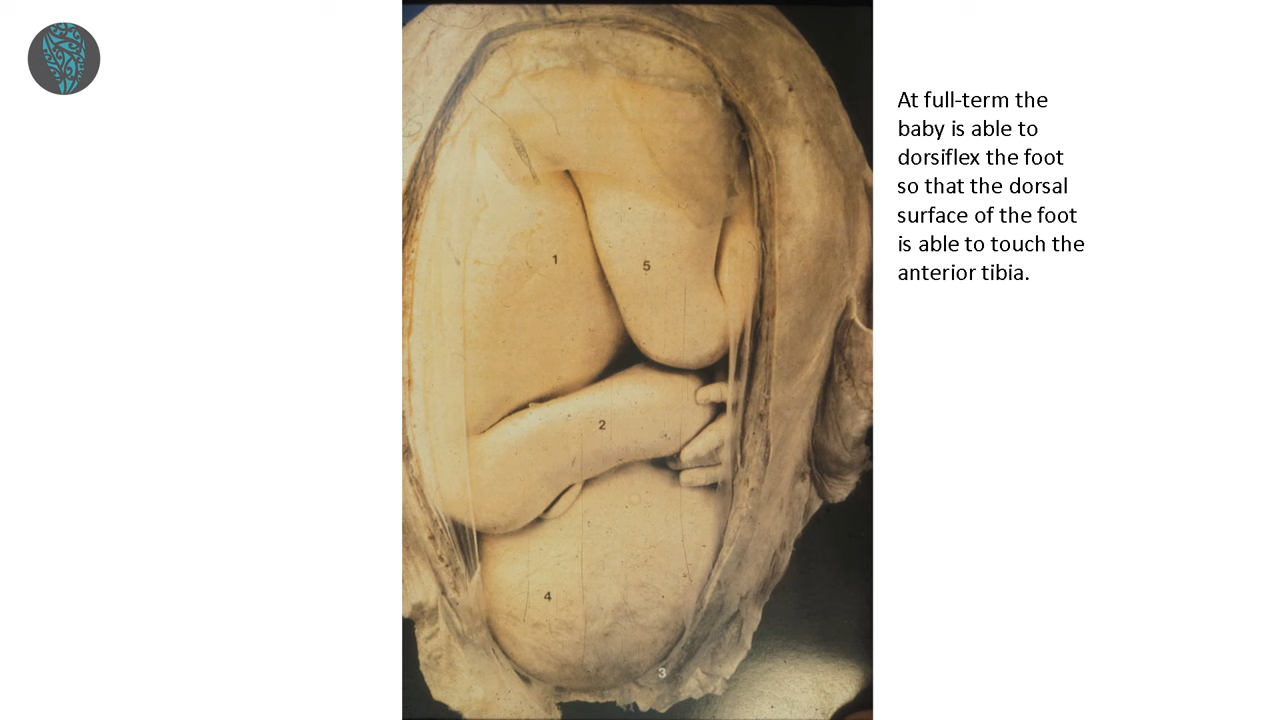 At full-term the
baby is able to
dorsiflex the foot
so that the dorsal
surface of the foot
is able to touch the
anterior tibia.
1
5
2
4
3